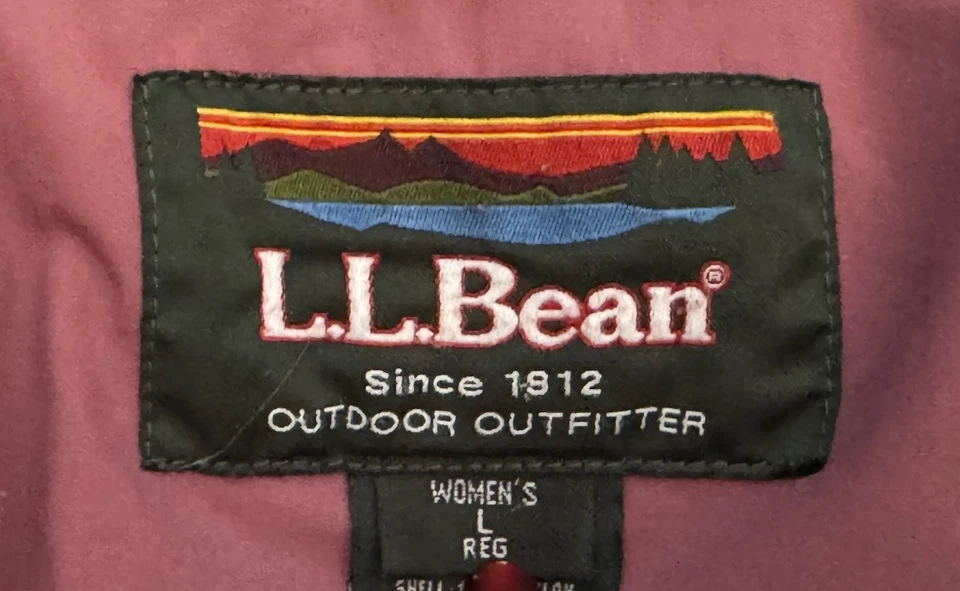 L.L.Bean®
Since 1912
OUTDOOR OUTFITTER
WOMEN'S
L
REG